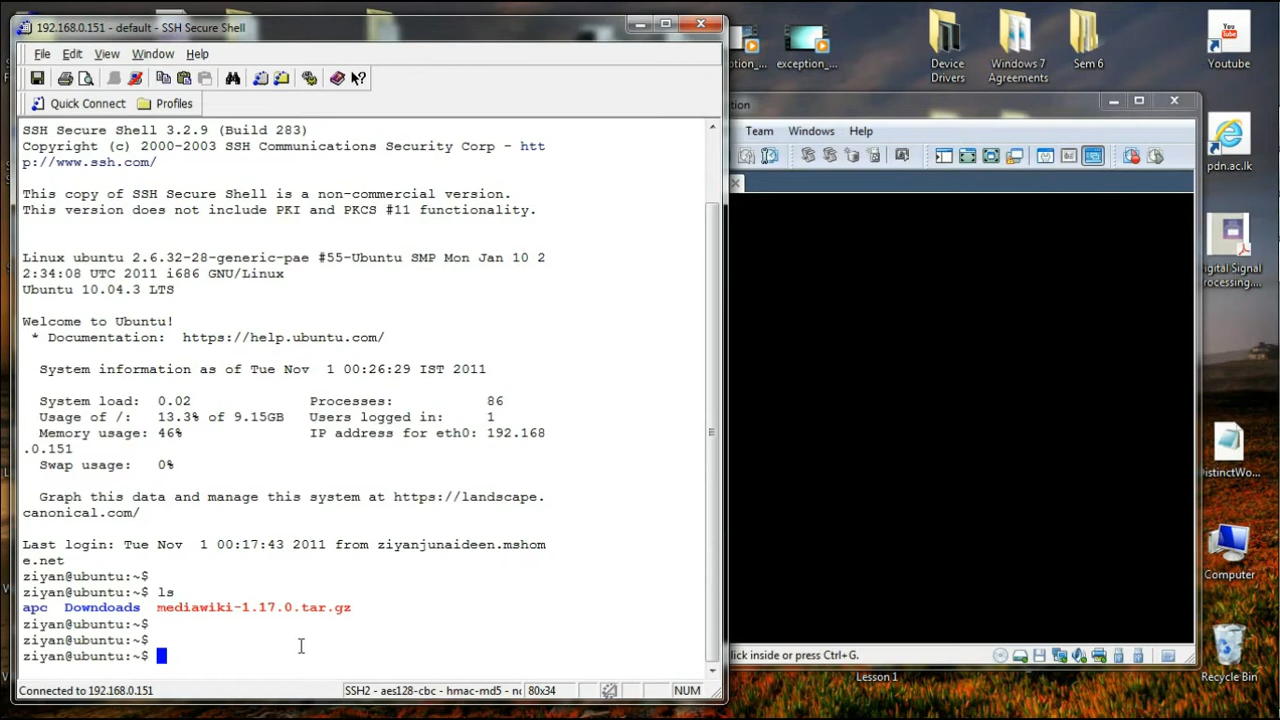 192.168.0.151 - default - SSH Secure Shell
File Edit View Window Help
Quick Connect Profiles
SSH Secure Shell 3.2.9 (Build 283)
Copyright (c) 2000-2003 SSH Communications Security Corp - htt
p://www.ssh.com/
This copy of SSH Secure Shell is a non-commercial version.
This version does not include PKI and PKCS #11 functionality.
Linux ubuntu 2.6.32-28-generic-pae #55-Ubuntu SMP Mon Jan 10 2
2:34:08 UTC 2011 i686 GNU/Linux
Ubuntu 10.04.3 LTS
Welcome to Ubuntu!
* Documentation: https://help.ubuntu.com/
System information as of Tue Nov 1 00:26:29 IST 2011
System load: 0.02 Processes: 86
Usage of /: 13.3% of 9.15GB Users logged in: 1
Memory usage: 46% IP address for eth0: 192.168
.0.151
Swap usage: 0%
Graph this data and manage this system at https://landscape.
canonical.com/
Last login: Tue Nov 1 00:17:43 2011 from ziyanjunaideen.mshom
e.net
ziyan@ubuntu:~$
ziyan@ubuntu:~$ ls
apc Downdoads mediawiki-1.17.0.tar.gz
ziyan@ubuntu:~$
ziyan@ubuntu:~$
ziyan@ubuntu:~$
Connected to 192.168.0.151 SSH2 - aes128-cbc - hmac-md5 - 80x34 NUM
exception_...
Device
Drivers
Windows 7
Agreements
Sem 6
Youtube
Team Windows Help
pdn.ac.lk
igital Signal
Processing....
DistinctWo...
Computer
Recycle Bin
lick inside or press Ctrl+G.
Lesson 1
You
Tube